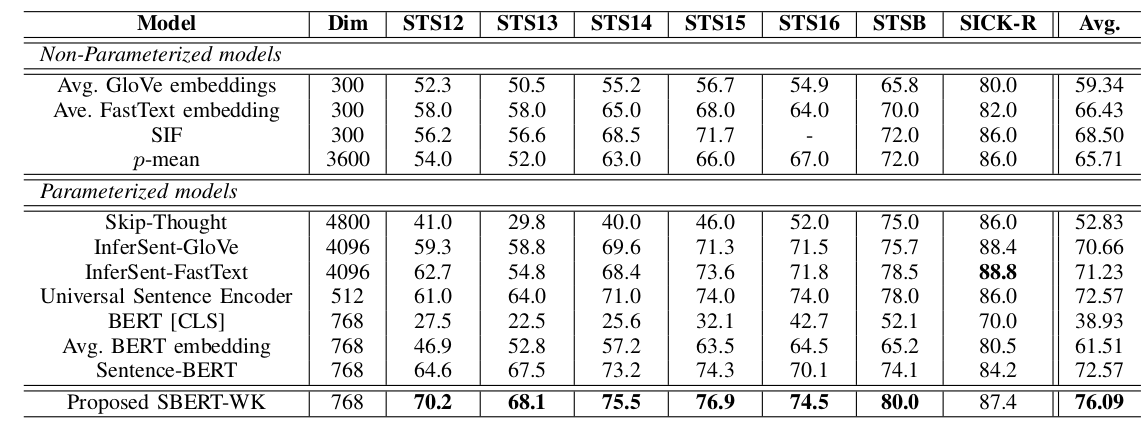 Model Dim STS12 STS13 STS14 STS15 STS16 STSB SICK-R Avg.
Non-Parameterized models
Avg. GloVe embeddings 300 52.3 50.5 55.2 56.7 54.9 65.8 80.0 59.34
Ave. FastText embedding 300 58.0 58.0 65.0 68.0 64.0 70.0 82.0 66.43
SIF 300 56.2 56.6 68.5 71.7 - 72.0 86.0 68.50
p-mean 3600 54.0 52.0 63.0 66.0 67.0 72.0 86.0 65.71
Parameterized models
Skip-Thought 4800 41.0 29.8 40.0 46.0 52.0 75.0 86.0 52.83
InferSent-GloVe 4096 59.3 58.8 69.6 71.3 71.5 75.7 88.4 70.66
InferSent-FastText 4096 62.7 54.8 68.4 73.6 71.8 78.5 88.8 71.23
Universal Sentence Encoder 512 61.0 64.0 71.0 74.0 74.0 78.0 86.0 72.57
BERT [CLS] 768 27.5 22.5 25.6 32.1 42.7 52.1 70.0 38.93
Avg. BERT embedding 768 46.9 52.8 57.2 63.5 64.5 65.2 80.5 61.51
Sentence-BERT 768 64.6 67.5 73.2 74.3 70.1 74.1 84.2 72.57
Proposed SBERT-WK 768 70.2 68.1 75.5 76.9 74.5 80.0 87.4 76.09